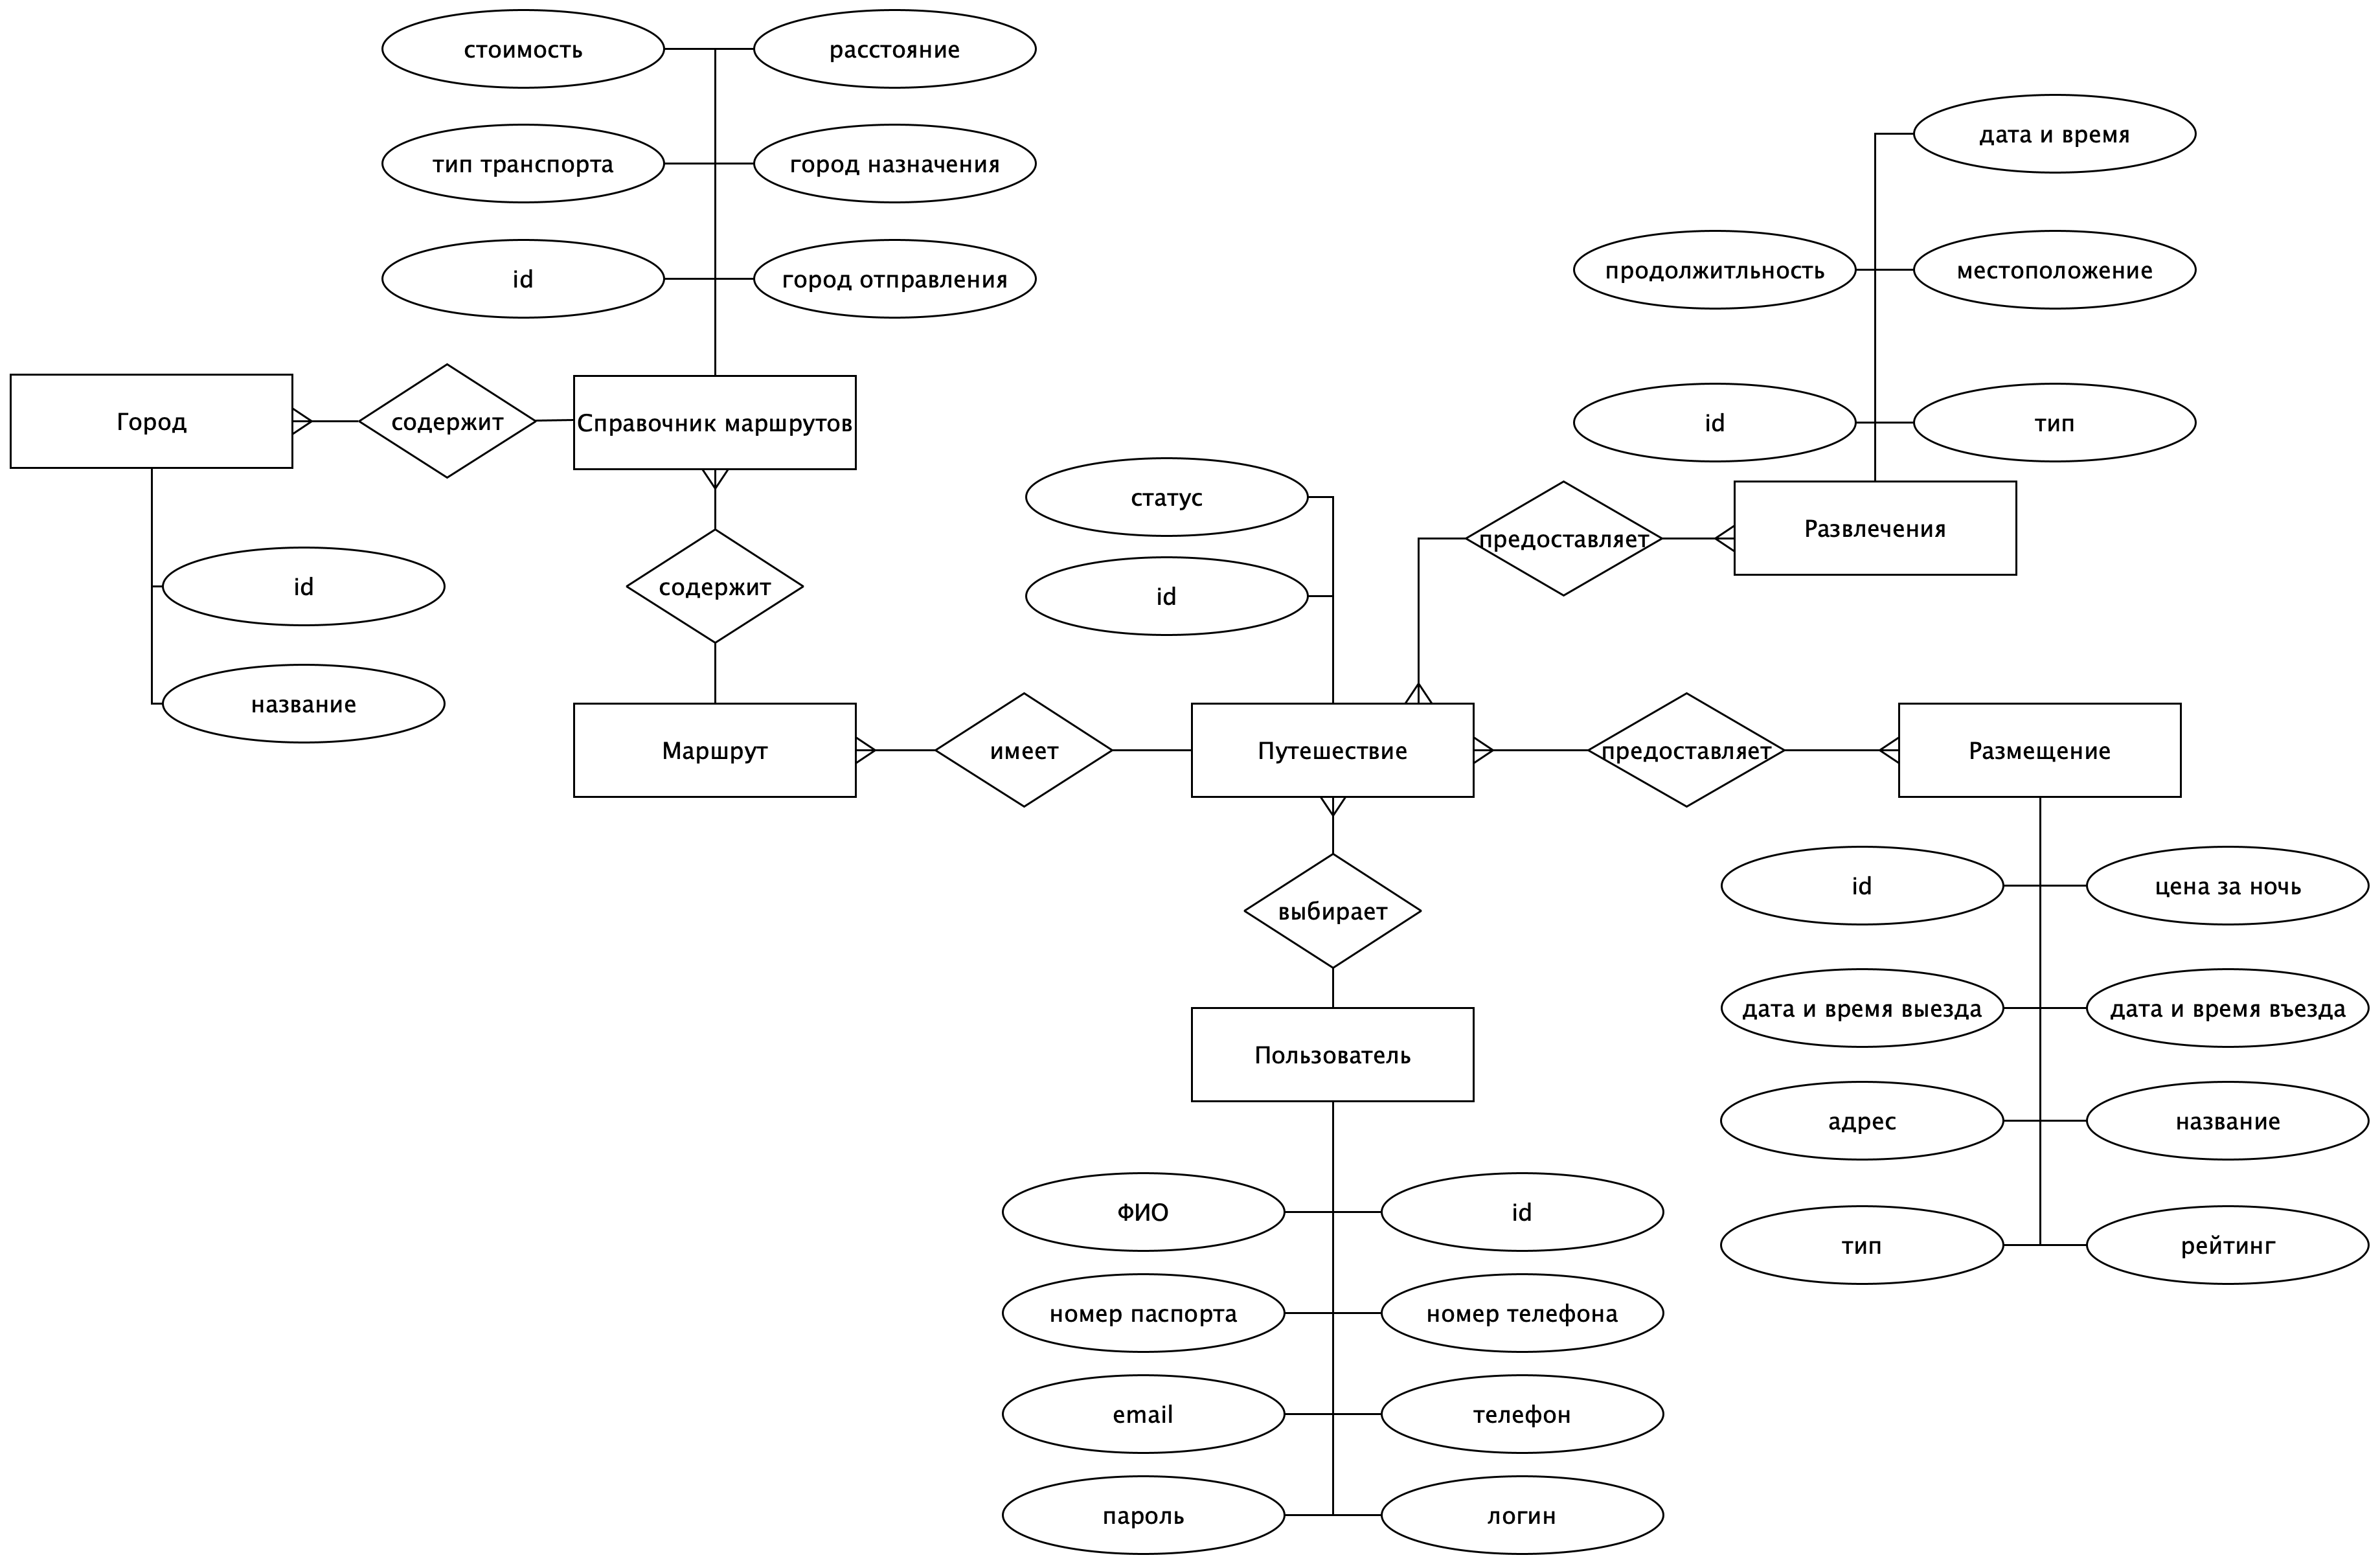 стоимость
расстояние
дата и время
тип транспорта
город назначения
продолжитльность
местоположение
id
город отправления
Город
содержит
Справочник маршрутов
id
тип
статус
предоставляет
Развлечения
id
содержит
id
название
Маршрут
имеет
Путешествие
предоставляет
Размещение
id
цена за ночь
выбирает
дата и время выезда
дата и время въезда
Пользователь
адрес
название
ФИО
id
тип
рейтинг
номер паспорта
номер телефона
email
телефон
пароль
логин